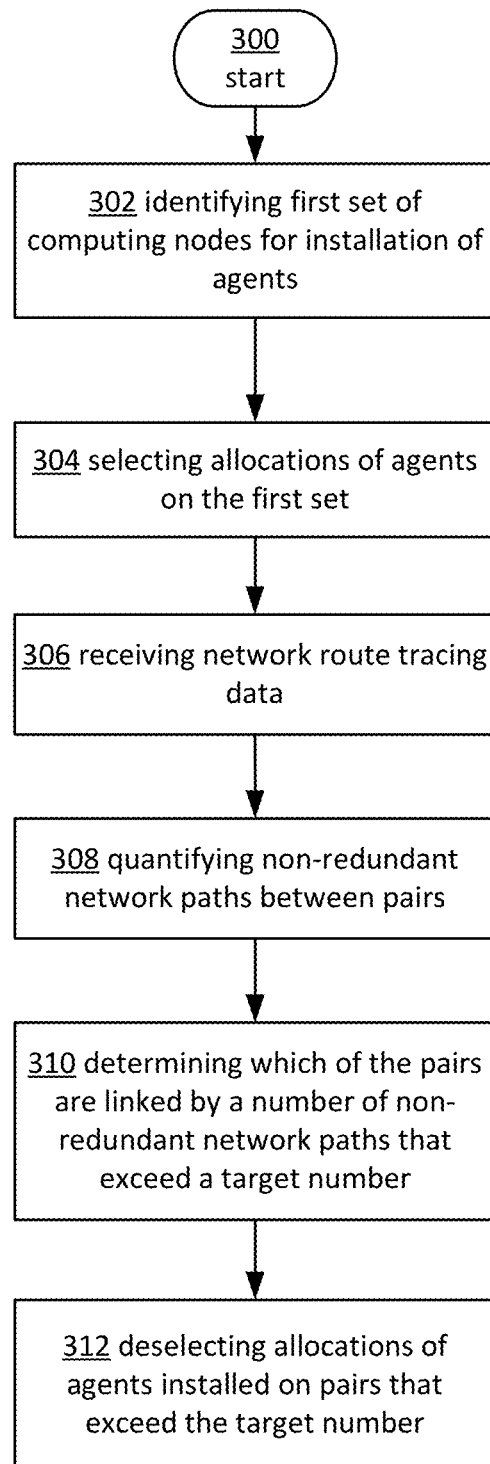 300
start
302 identifying first set of
computing nodes for installation of
agents
304 selecting allocations of agents
on the first set
306 receiving network route tracing
data
308 quantifying non-redundant
network paths between pairs
310 determining which of the pairs
are linked by a number of non-
redundant network paths that
exceed a target number
312 deselecting allocations of
agents installed on pairs that
exceed the target number